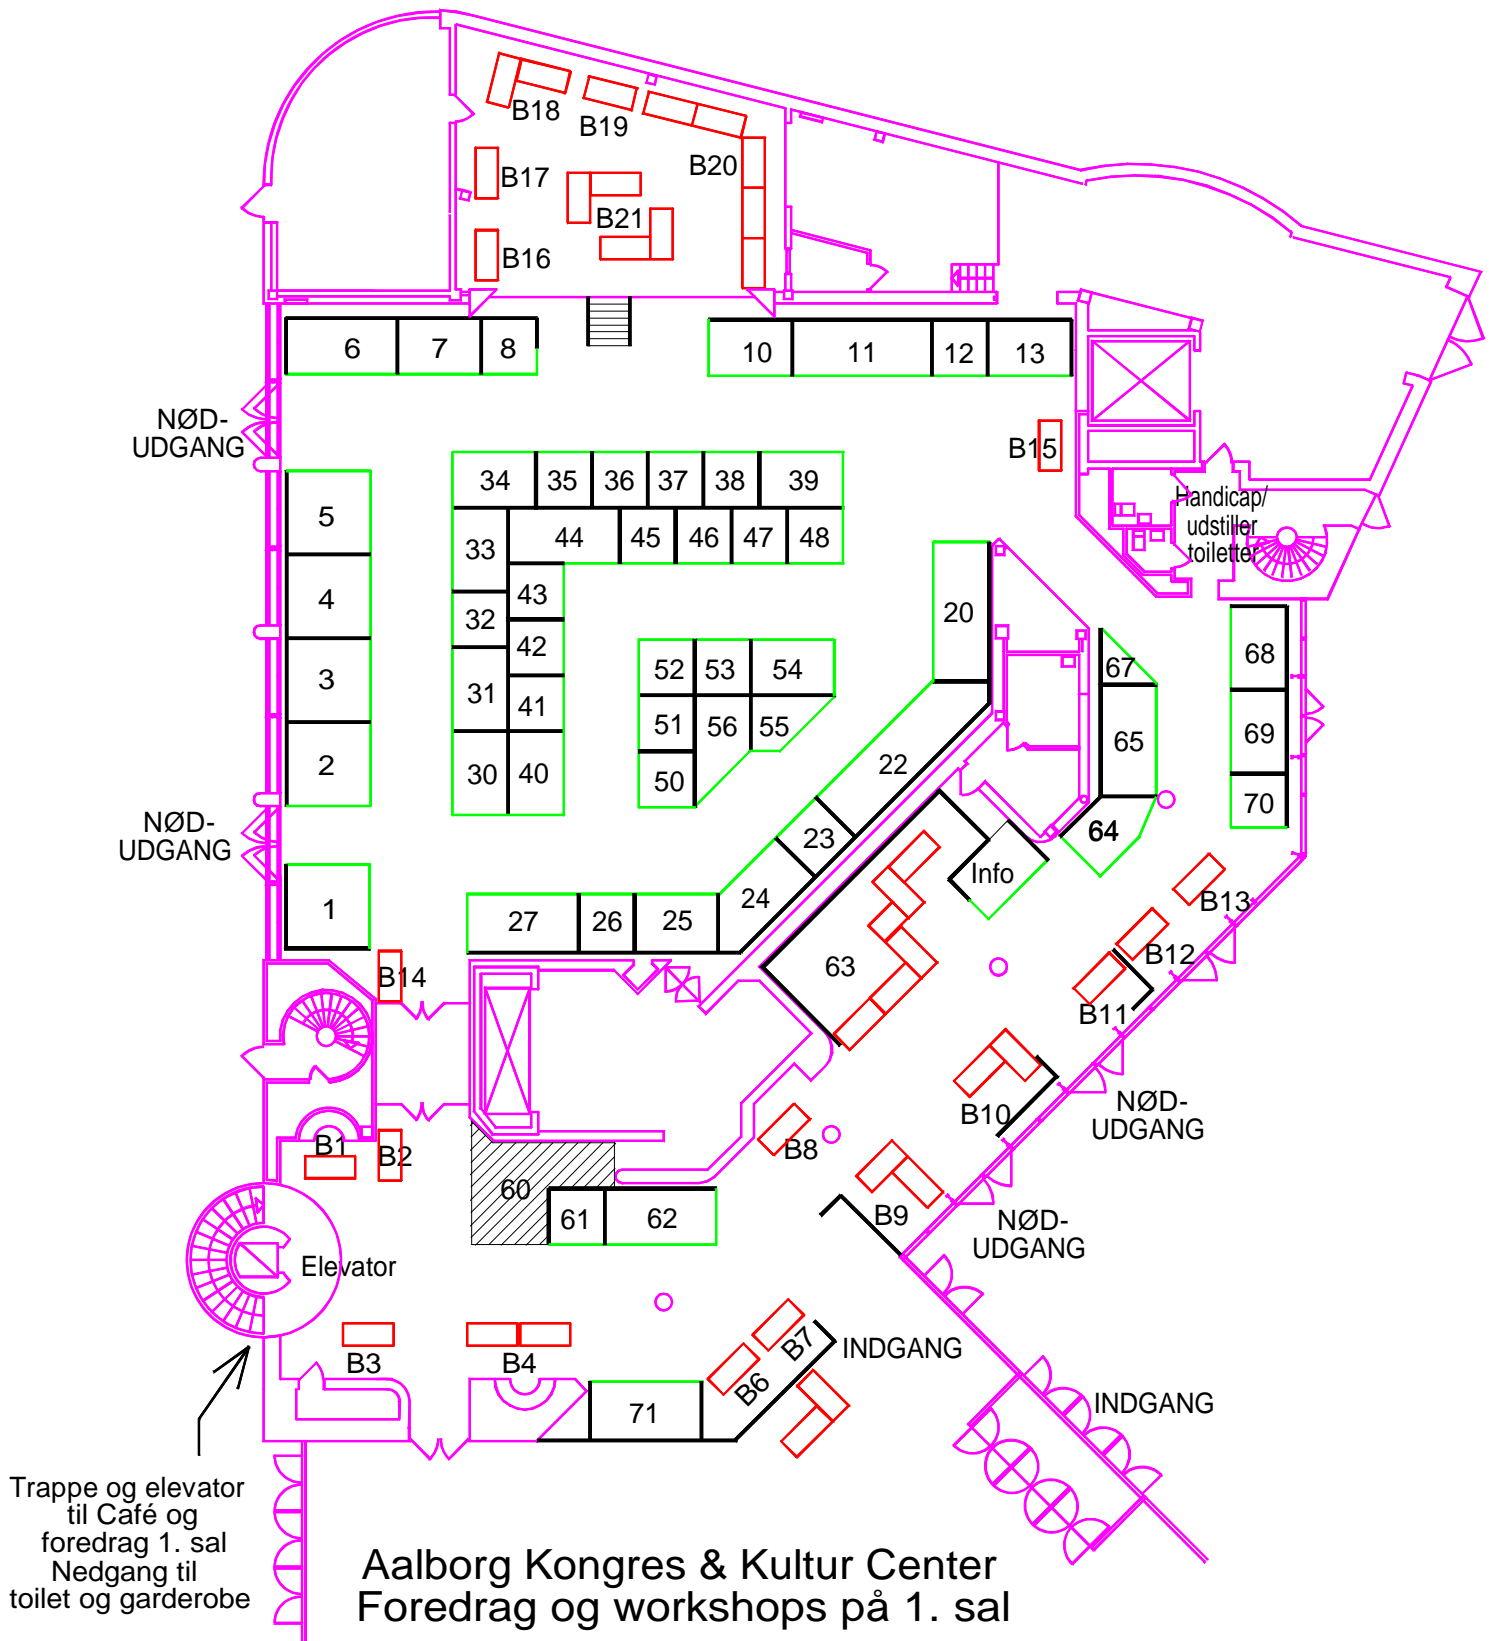 B18
B19
B20
B17
B21
B16
6
7
8
10
11
12
13
NØD-
UDGANG
B15
34
35
36
37
38
39
Handicap/
udstiller
toiletter
5
33
44
45
46
47
48
4
43
32
42
20
52
53
54
67
68
3
31
41
51
56
55
65
69
2
30
40
50
22
70
NØD-
UDGANG
23
64
Info
1
27
26
25
24
B13
B12
B14
63
B11
B10
NØD-
UDGANG
B1
B2
B8
60
61
62
B9
NØD-
UDGANG
Elevator
B3
B4
B6
B7
INDGANG
71
INDGANG
Trappe og elevator
til Café og
foredrag 1. sal
Nedgang til
toilet og garderobe
Aalborg Kongres & Kultur Center
Foredrag og workshops på 1. sal